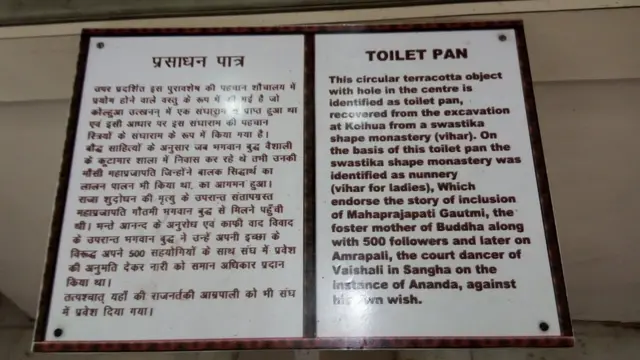 प्रसाधन पात्र
उपर प्रदर्शित इस पुरावशेष की पहचान शौचालय में
प्रयोग होने वाले वस्तु के रूप में की गई है जो
कोल्हुआ उत्खनन् में एक संघाराम से प्राप्त हुआ था
एवं इसी आधार पर इस संघाराम की पहचान
स्त्रियों के संघाराम के रूप में किया गया है।
बौद्ध साहित्यों के अनुसार जब भगवान बुद्ध वैशाली
के कुटागार शाला में निवास कर रहे थे तभी उनकी
मौसी महाप्रजापति जिन्होने बालक सिद्धार्थ का
लालन पालन भी किया था, का आगमन हुआ।
राजा शुद्धोधन की मृत्यु के उपरान्त संतापग्रस्त
महाप्रजापति गौतमी भगवान बुद्ध से मिलने पहुँची
थी। भन्ते आनन्द के अनुरोध एवं काफी वाद विवाद
के उपरान्त भगवान बुद्ध ने उन्हें अपनी इच्छा के
विरूद्ध अपने 500 सहयोगियों के साथ संघ में प्रवेश
की अनुमति देकर नारी को समान अधिकार प्रदान
किया था।
तत्पश्चात् यहाँ की राजनर्तकी आम्रपाली को भी संघ
में प्रवेश दिया गया।
TOILET PAN
This circular terracotta object
with hole in the centre is
identified as toilet pan,
recovered from the excavation
at Kolhua from a swastika
shape monastery (vihar). On
the basis of this toilet pan the
swastika shape monastery was
identified as nunnery
(vihar for ladies), Which
endorse the story of inclusion
of Mahaprajapati Gautmi, the
foster mother of Buddha along
with 500 followers and later on
Amrapali, the court dancer of
Vaishali in Sangha on the
instance of Ananda, against
his own wish.